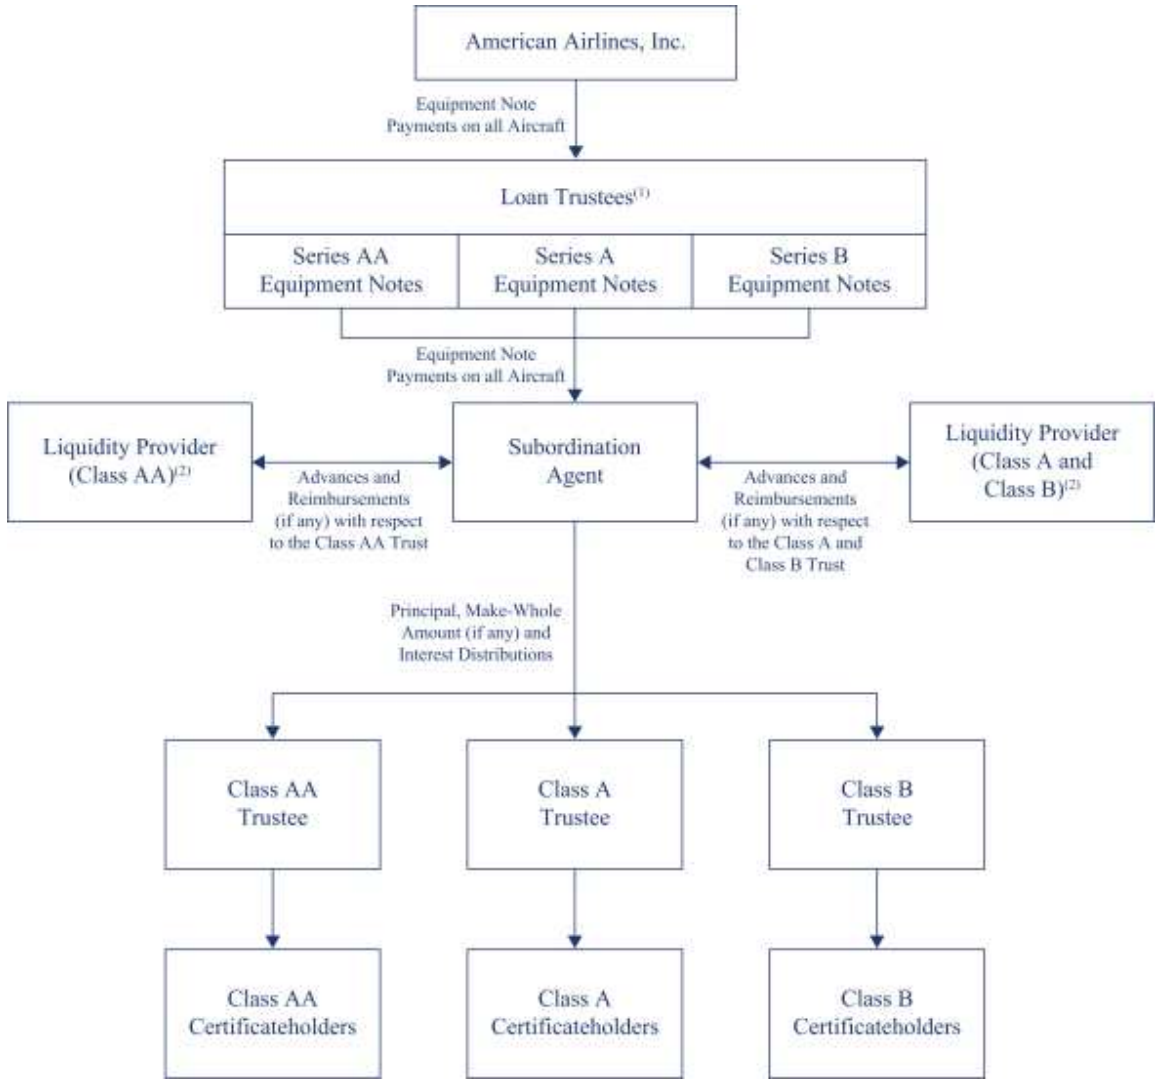 American Airlines, Inc.
Equipment Note
Payments on all Aircraft
Loan Trustees(1)
Series AA
Equipment Notes
Series A
Equipment Notes
Series B
Equipment Notes
Equipment Note
Payments on all Aircraft
Liquidity Provider
(Class AA)(2)
Advances and
Reimbursements
(if any) with respect
to the Class AA Trust
Subordination
Agent
Advances and
Reimbursements
(if any) with respect
to the Class A and
Class B Trust
Liquidity Provider
(Class A and
Class B)(2)
Principal, Make-Whole
Amount (if any) and
Interest Distributions
Class AA
Trustee
Class A
Trustee
Class B
Trustee
Class AA
Certificateholders
Class A
Certificateholders
Class B
Certificateholders